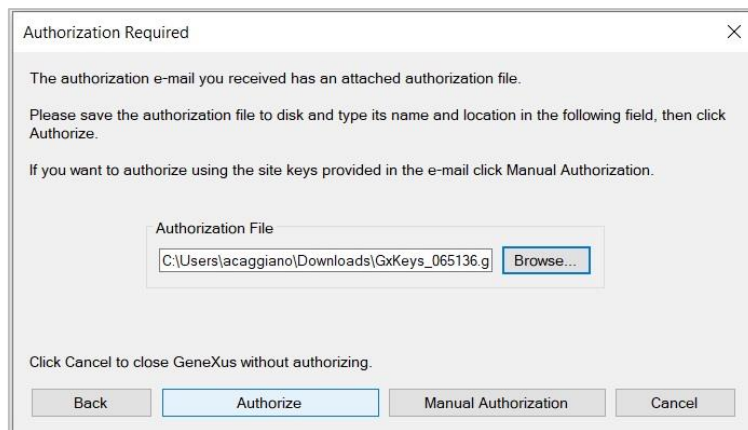 Authorization Required
The authorization e-mail you received has an attached authorization file.
Please save the authorization file to disk and type its name and location in the following field, then click
Authorize.
If you want to authorize using the site keys provided in the e-mail click Manual Authorization.
Authorization File
C:\Users\acaggiano\Downloads\GxKeys_065136.g
Browse...
Click Cancel to close GeneXus without authorizing.
Back Authorize Manual Authorization Cancel